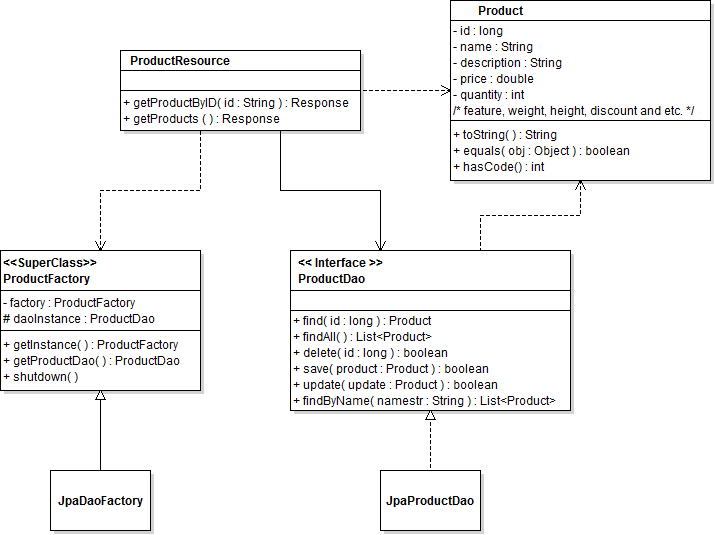 Product
- id : long
- name : String
- description : String
- price : double
- quantity : int
/* feature, weight, height, discount and etc. */
+ toString( ) : String
+ equals( obj : Object ) : boolean
+ hasCode() : int
ProductResource
+ getProductByID( id : String ) : Response
+ getProducts ( ) : Response
<<SuperClass>>
ProductFactory
- factory : ProductFactory
# daoInstance : ProductDao
+ getInstance( ) : ProductFactory
+ getProductDao( ) : ProductDao
+ shutdown( )
<< Interface >>
ProductDao
+ find( id : long ) : Product
+ findAll( ) : List<Product>
+ delete( id : long ) : boolean
+ save( product : Product ) : boolean
+ update( update : Product ) : boolean
+ findByName( namestr : String ) : List<Product>
JpaDaoFactory
JpaProductDao